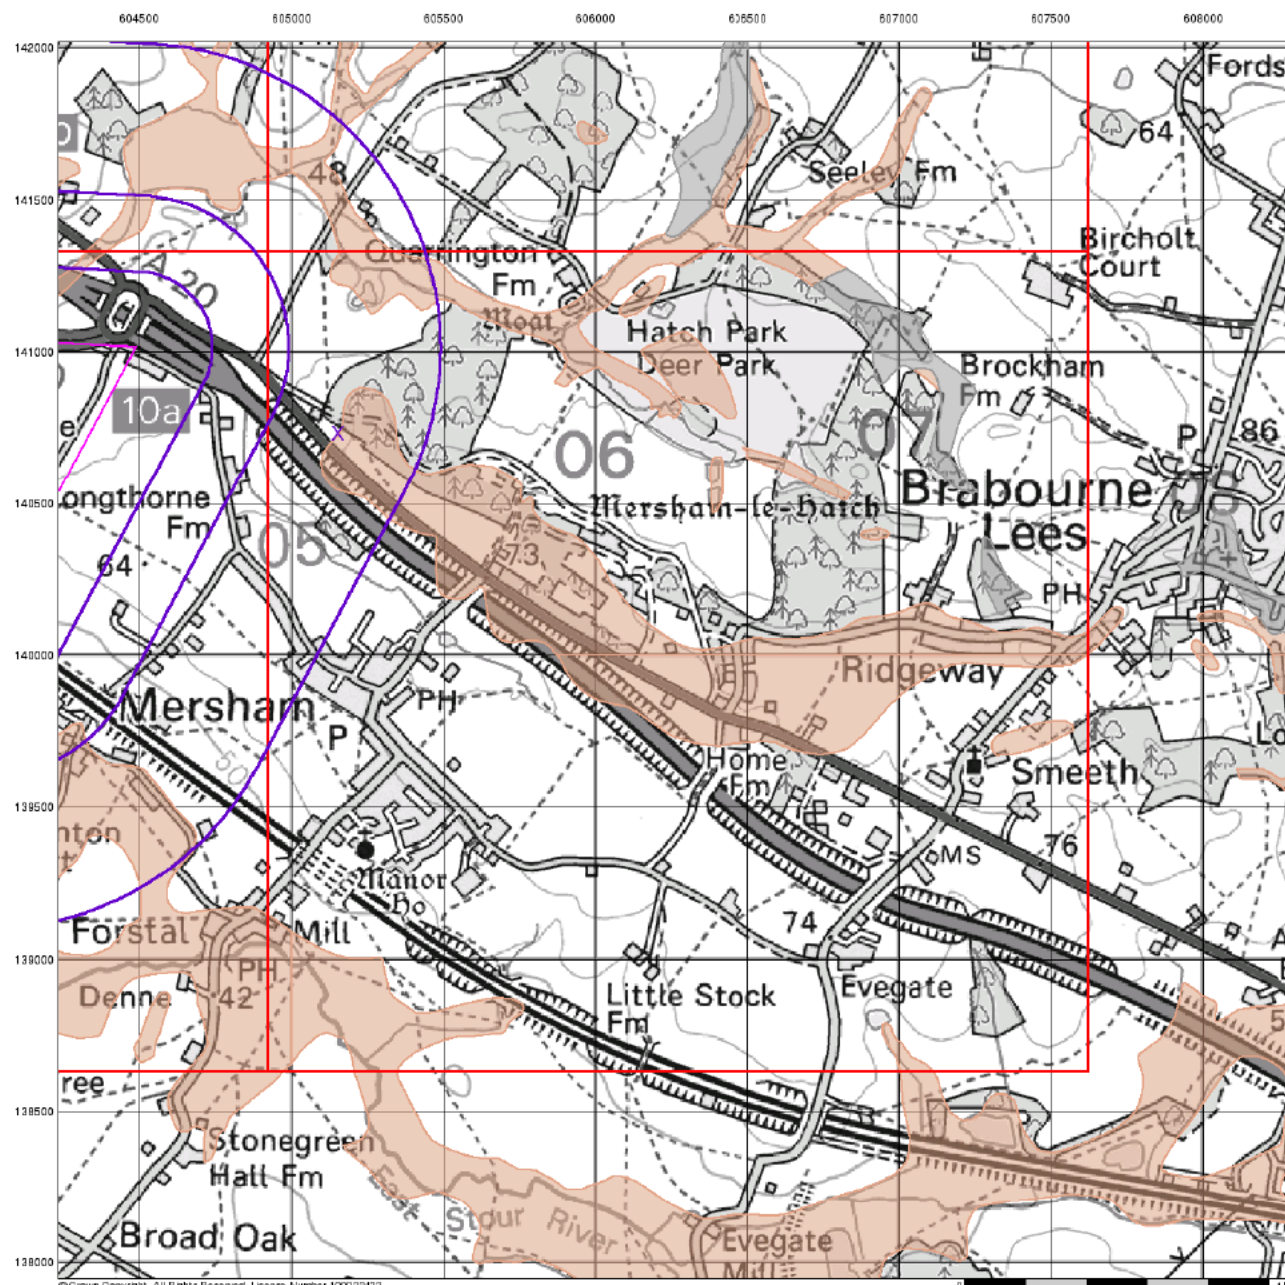 604500 605000 605500 606000 606500 607000 607500 608000
142000
Fords
64
48
Seeley Fm
141500
Quarrington
Fm
Bircholt
Court
A 20
Moat
Hatch Park
Deer Park
141000
Brockham
Fm
10a
X
06
07
P
86
Brabourne
Lees
140500
ongthorne
Fm
Mersham-le-Hatch
05
73
64
PH
140000
Ridgeway
Mersham
PH
P
50
Home
Fm
Smeeth
Lo
139500
nton
t
76
MS
Manor
Ho
74
Forstal
Mill
139000
PH
42
Denne
Little Stock
Fm
Evegate
ree
138500
Stonegreen
Hall Fm
East Stour River
Broad Oak
Evegate
Mill
138000